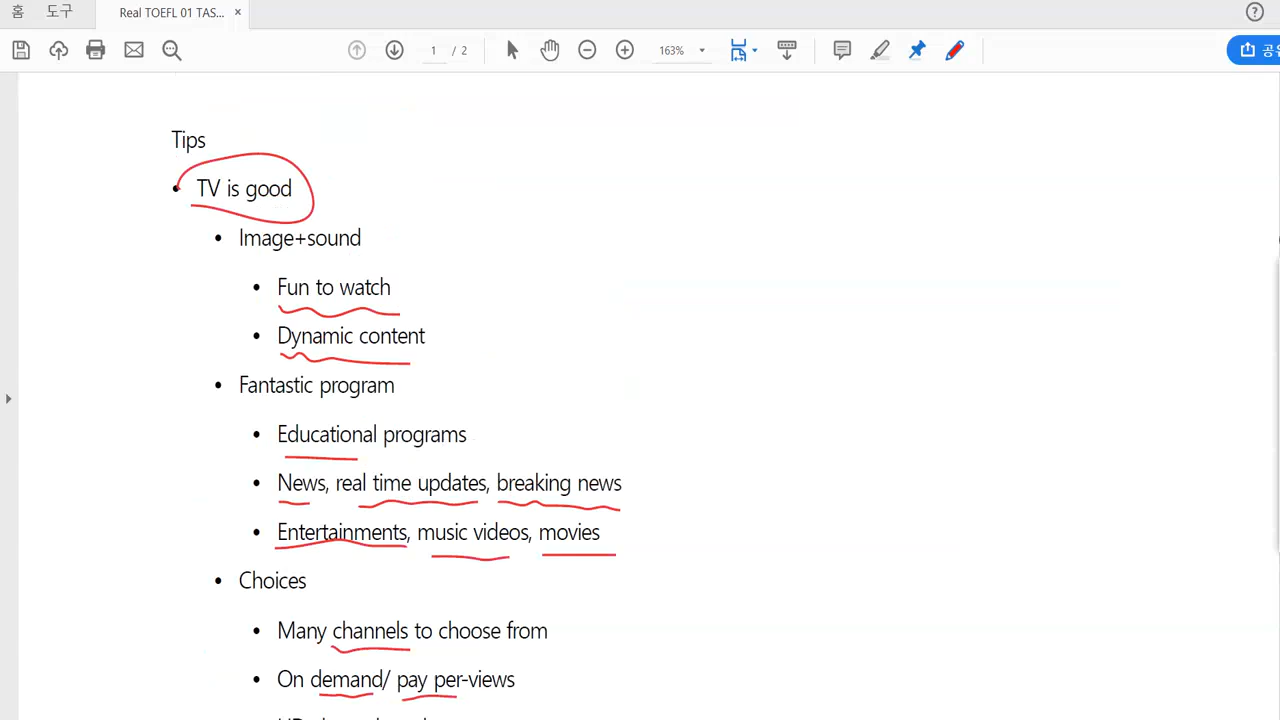 홈 도구 Real TOEFL 01 TAS... ×
1 / 2 163% 공유
Tips
• TV is good
• Image+sound
• Fun to watch
• Dynamic content
• Fantastic program
• Educational programs
• News, real time updates, breaking news
• Entertainments, music videos, movies
• Choices
• Many channels to choose from
• On demand/ pay per-views